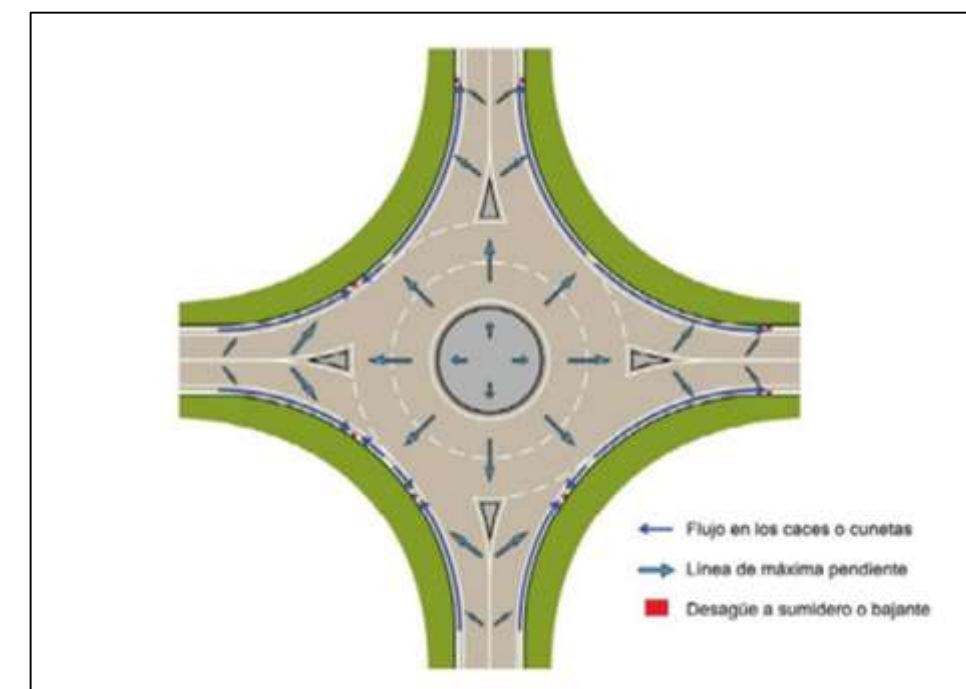 Flujo en los caces o cunetas
Línea de máxima pendiente
Desagüe a sumidero o bajante